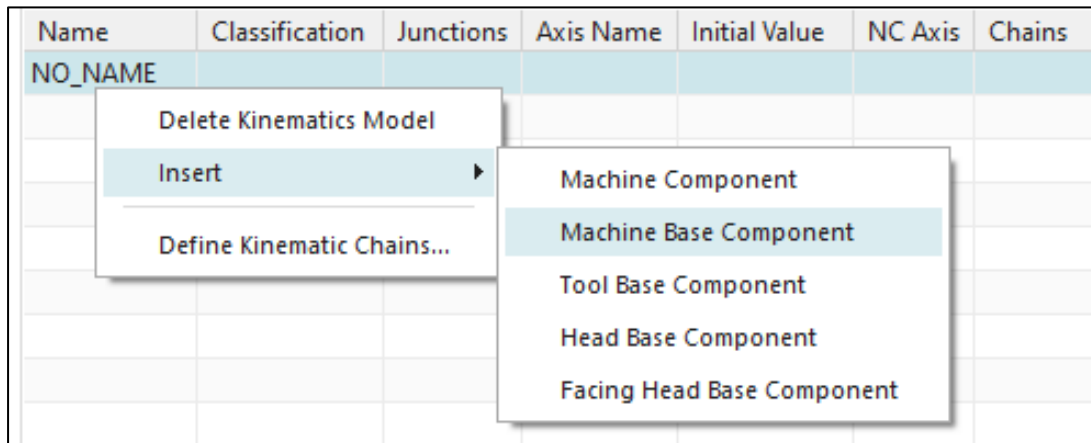 Name Classification Junctions Axis Name Initial Value NC Axis Chains
NO_NAME
Delete Kinematics Model
Insert
Define Kinematic Chains...
Machine Component
Machine Base Component
Tool Base Component
Head Base Component
Facing Head Base Component